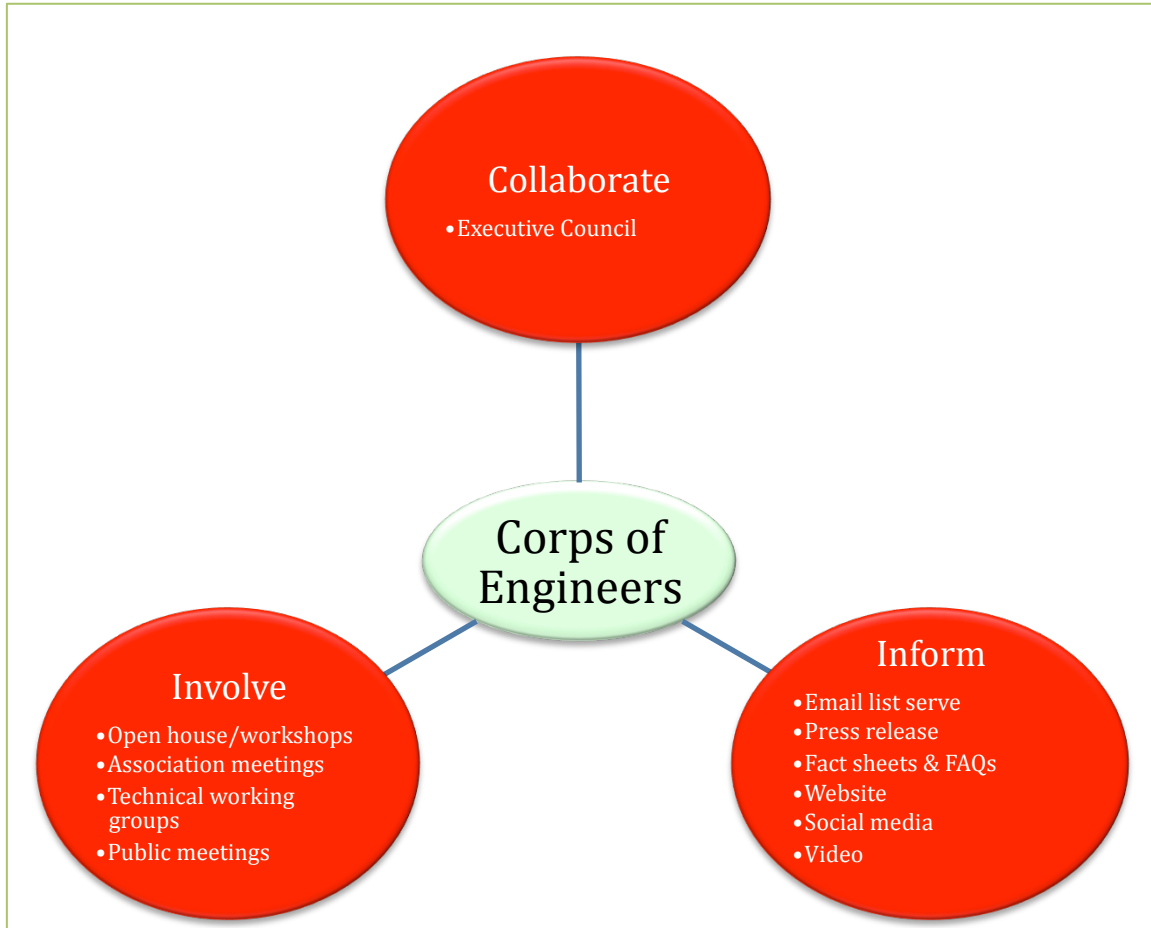 Collaborate
•Executive Council
Corps of
Engineers
Involve
•Open house/workshops
•Association meetings
•Technical working
groups
•Public meetings
Inform
•Email list serve
•Press release
•Fact sheets & FAQs
•Website
•Social media
•Video